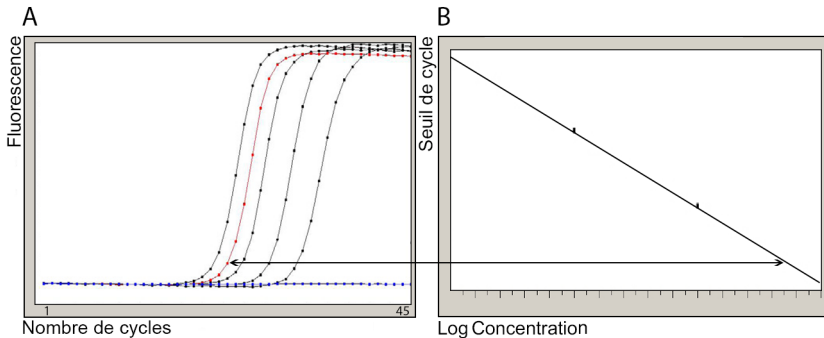 A
Fluorescence
1
45
Nombre de cycles
B
Seuil de cycle
Log Concentration